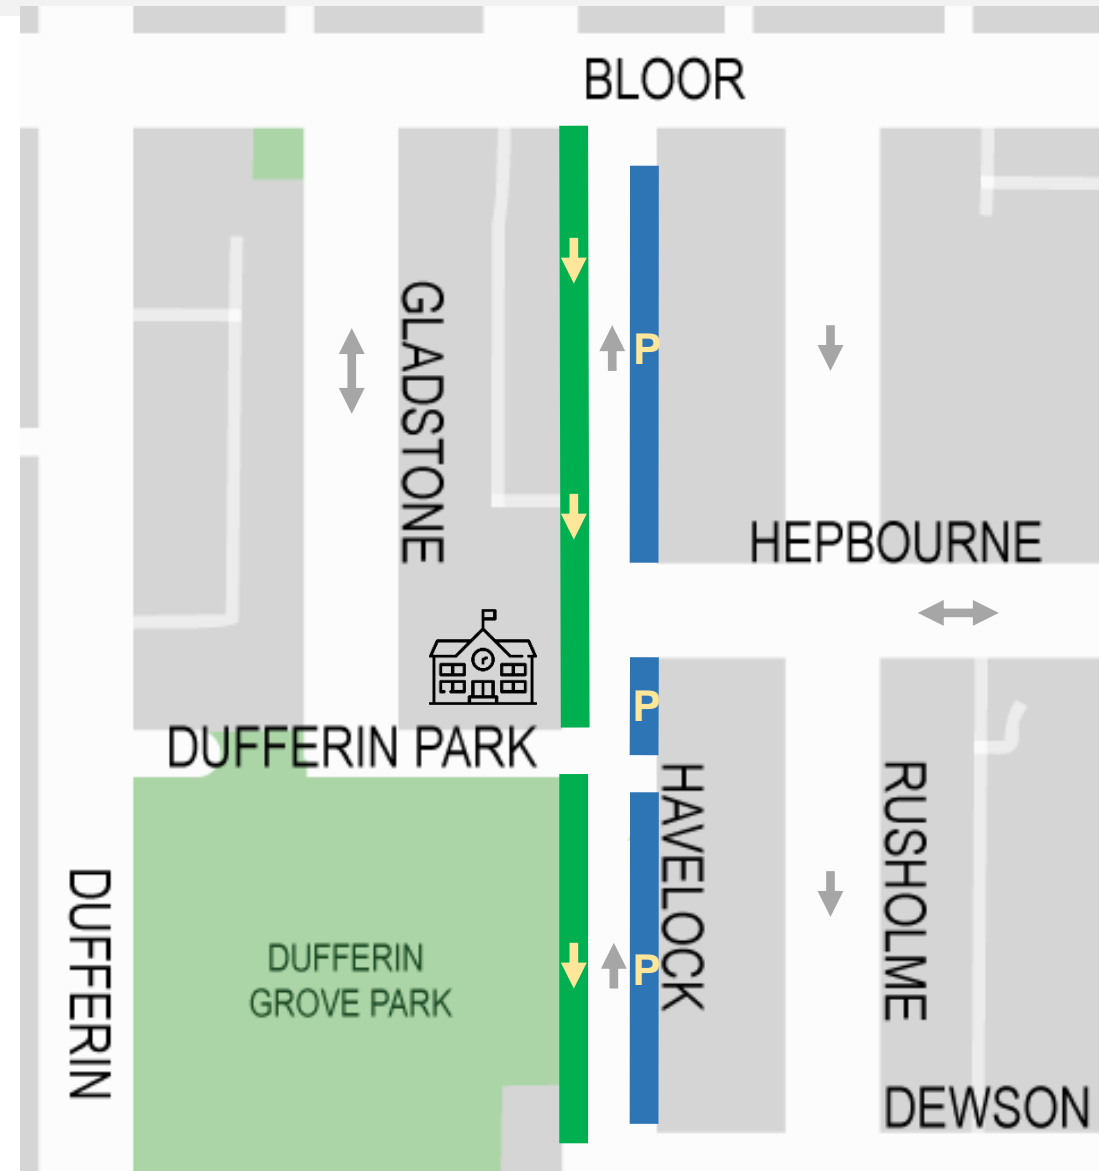 BLOOR
GLADSTONE
P
HEPBOURNE
P
DUFFERIN PARK
HAVELOCK
RUSHOLME
DUFFERIN
DUFFERIN
GROVE PARK
P
DEWSON